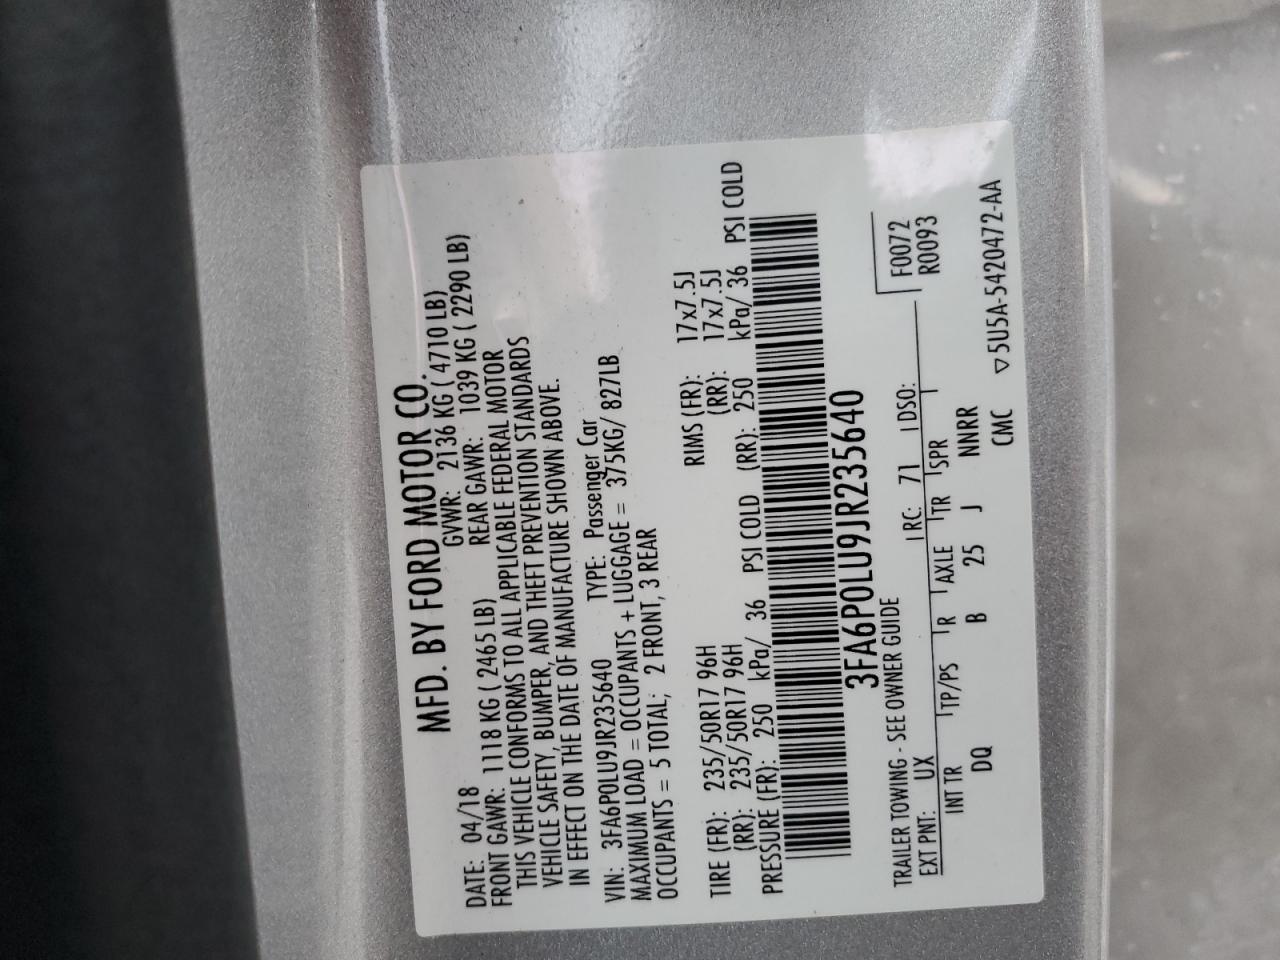 MFD. BY FORD MOTOR CO.
DATE: 04/18 GVWR: 2136 KG ( 4710 LB)
FRONT GAWR: 1118 KG ( 2465 LB) REAR GAWR: 1039 KG ( 2290 LB)
THIS VEHICLE CONFORMS TO ALL APPLICABLE FEDERAL MOTOR
VEHICLE SAFETY, BUMPER, AND THEFT PREVENTION STANDARDS
IN EFFECT ON THE DATE OF MANUFACTURE SHOWN ABOVE.
VIN: 3FA6P0LU9JR235640 TYPE: Passenger Car
MAXIMUM LOAD = OCCUPANTS + LUGGAGE = 375KG/ 827LB
OCCUPANTS = 5 TOTAL; 2 FRONT, 3 REAR
RIMS (FR): 17x7.5J
TIRE (FR): 235/50R17 96H (RR): 17x7.5J
(RR): 235/50R17 96H
PRESSURE (FR): 250 kPa/ 36 PSI COLD (RR): 250 kPa/ 36 PSI COLD
3FA6P0LU9JR235640
TRAILER TOWING - SEE OWNER GUIDE F0072
EXT PNT: UX RC: 71 DSO: R0093
INT TR TP/PS R AXLE TR SPR
DQ B 25 J NNRR
CMC ▽5U5A-5420472-AA